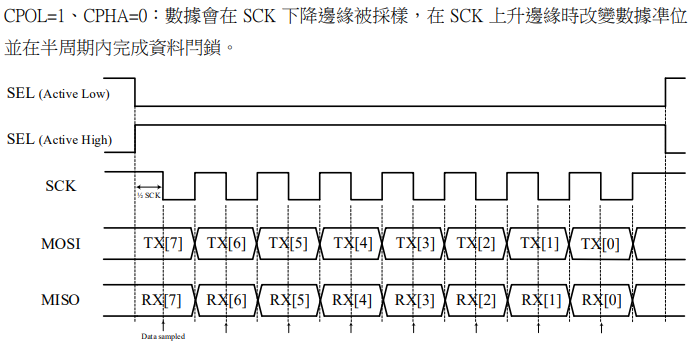 CPOL=1、CPHA=0：數據會在 SCK 下降邊緣被採樣，在 SCK 上升邊緣時改變數據準位
並在半周期內完成資料門鎖。
SEL (Active Low)
SEL (Active High)
SCK
½ SCK
MOSI TX[7] TX[6] TX[5] TX[4] TX[3] TX[2] TX[1] TX[0]
MISO RX[7] RX[6] RX[5] RX[4] RX[3] RX[2] RX[1] RX[0]
Data sampled